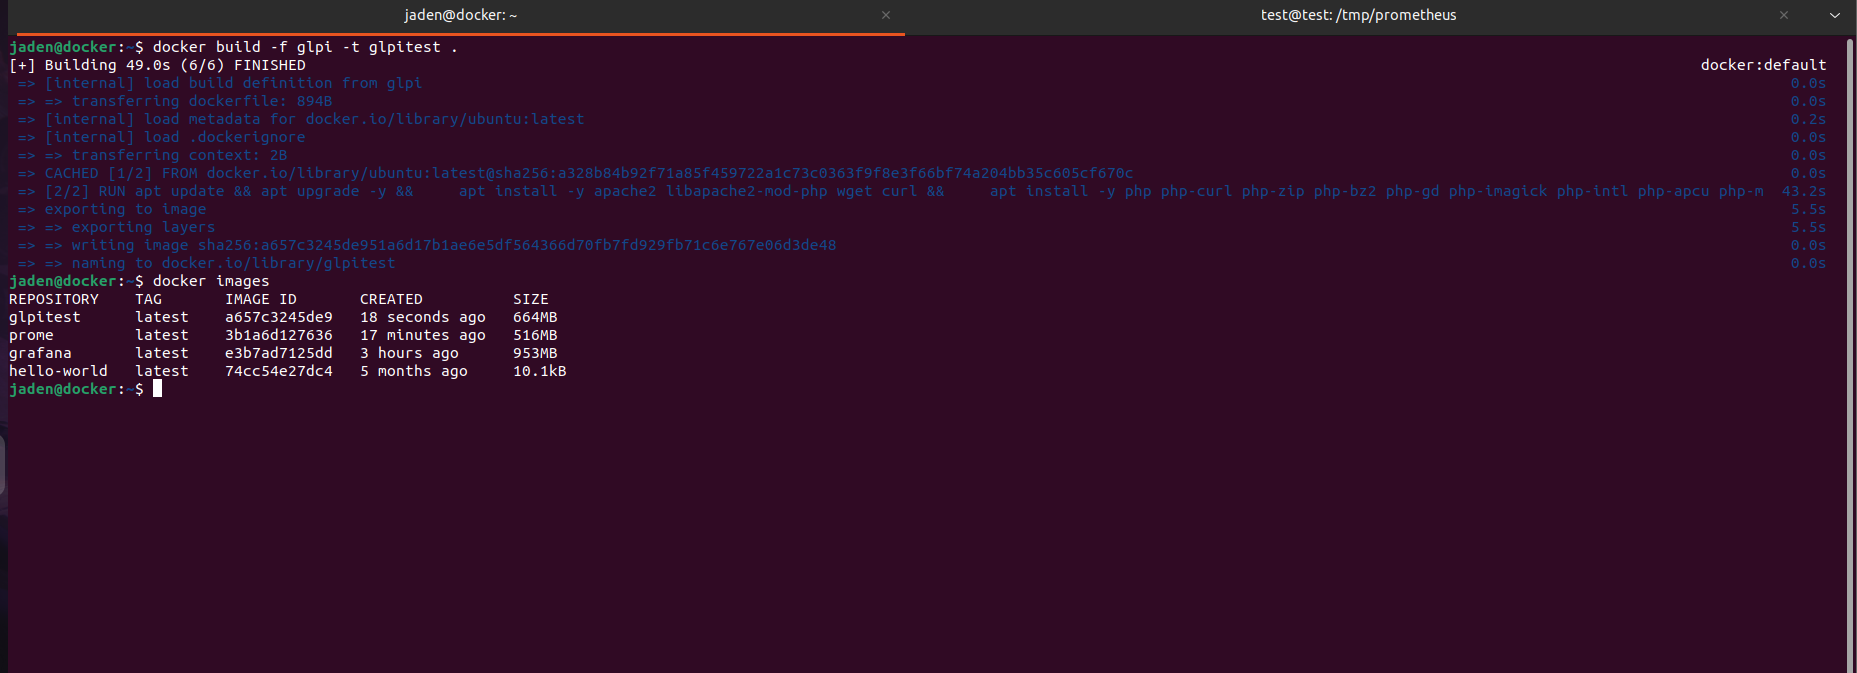 jaden@docker: ~
test@test: /tmp/prometheus
jaden@docker:~$ docker build -f glpi -t glpitest .
[+] Building 49.0s (6/6) FINISHED docker:default
=> [internal] load build definition from glpi 0.0s
=> => transferring dockerfile: 894B 0.0s
=> [internal] load metadata for docker.io/library/ubuntu:latest 0.2s
=> [internal] load .dockerignore 0.0s
=> => transferring context: 2B 0.0s
=> CACHED [1/2] FROM docker.io/library/ubuntu:latest@sha256:a328b84b92f71a85f459722a1c73c0363f9f8e3f66bf74a204bb35c605cf670c 0.0s
=> [2/2] RUN apt update && apt upgrade -y && apt install -y apache2 libapache2-mod-php wget curl && apt install -y php php-curl php-zip php-bz2 php-gd php-imagick php-intl php-apcu php-m 43.2s
=> exporting to image 5.5s
=> => exporting layers 5.5s
=> => writing image sha256:a657c3245de951a6d17b1ae6e5df564366d70fb7fd929fb71c6e767e06d3de48 0.0s
=> => naming to docker.io/library/glpitest 0.0s
jaden@docker:~$ docker images
REPOSITORY TAG IMAGE ID CREATED SIZE
glpitest latest a657c3245de9 18 seconds ago 664MB
prome latest 3b1a6d127636 17 minutes ago 516MB
grafana latest e3b7ad7125dd 3 hours ago 953MB
hello-world latest 74cc54e27dc4 5 months ago 10.1kB
jaden@docker:~$